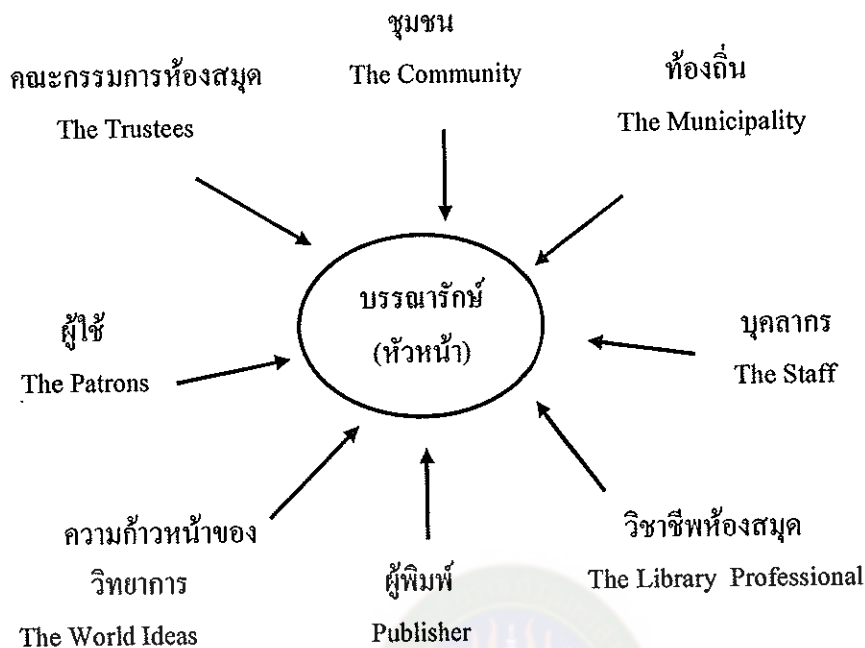 ชุมชน
The Community
คณะกรรมการห้องสมุด
The Trustees
ท้องถิ่น
The Municipality
บรรณารักษ์
(หัวหน้า)
ผู้ใช้
The Patrons
บุคลากร
The Staff
ความก้าวหน้าของ
วิทยาการ
The World Ideas
ผู้พิมพ์
Publisher
วิชาชีพห้องสมุด
The Library Professional